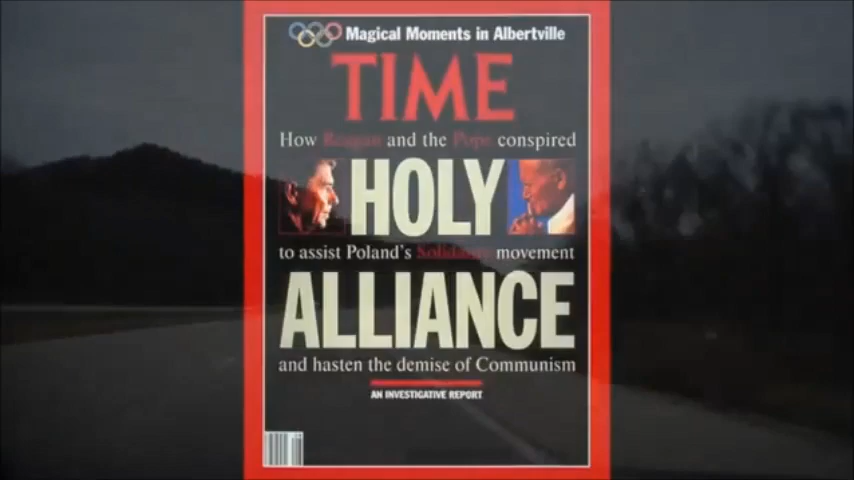 Magical Moments in Albertville
TIME
How Reagan and the Pope conspired
HOLY
to assist Poland's Solidarity movement
ALLIANCE
and hasten the demise of Communism
AN INVESTIGATIVE REPORT